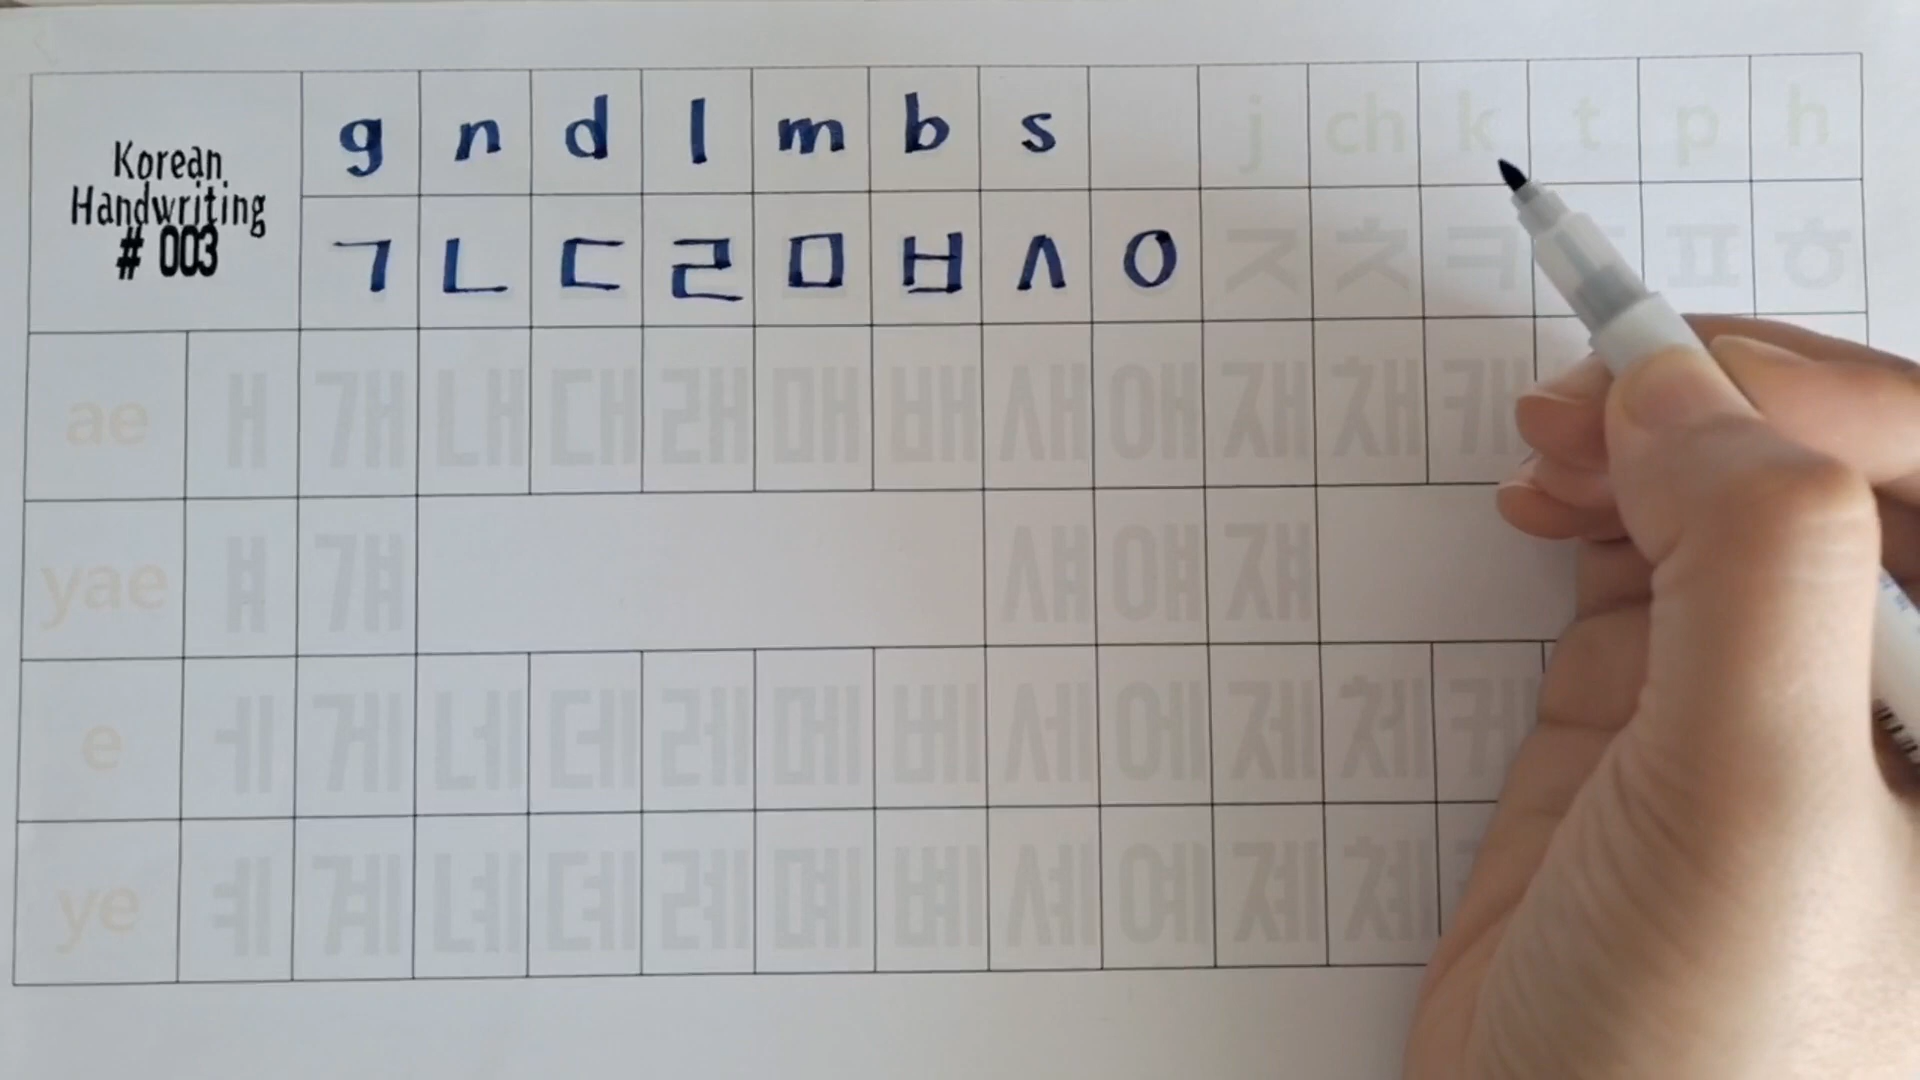 Korean
Handwriting
# 003
g n d l m b s j ch k t p h
ㄱ ㄴ ㄷ ㄹ ㅁ ㅂ ㅅ ㅇ ㅈ ㅊ ㅋ ㅍ ㅎ
ae ㅐ 개 내 대 래 매 배 새 애 재 채 캐
yae ㅒ 걔 섀 얘 쟤
e ㅔ 게 네 데 레 메 베 세 에 제 체 케
ye ㅖ 계 녜 뎨 례 몌 볘 셰 예 졔 쳬